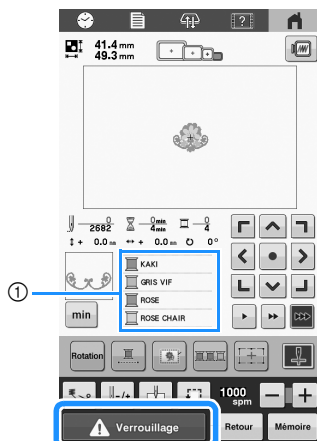 41.4 mm
49.3 mm
0
2682
0 min
4 min
0
4
+ 0.0 mm
+ 0.0 mm
0°
①
KAKI
GRIS VIF
ROSE
ROSE CHAIR
min
Rotation
1000
spm
- +
Verrouillage
Retour
Mémoire